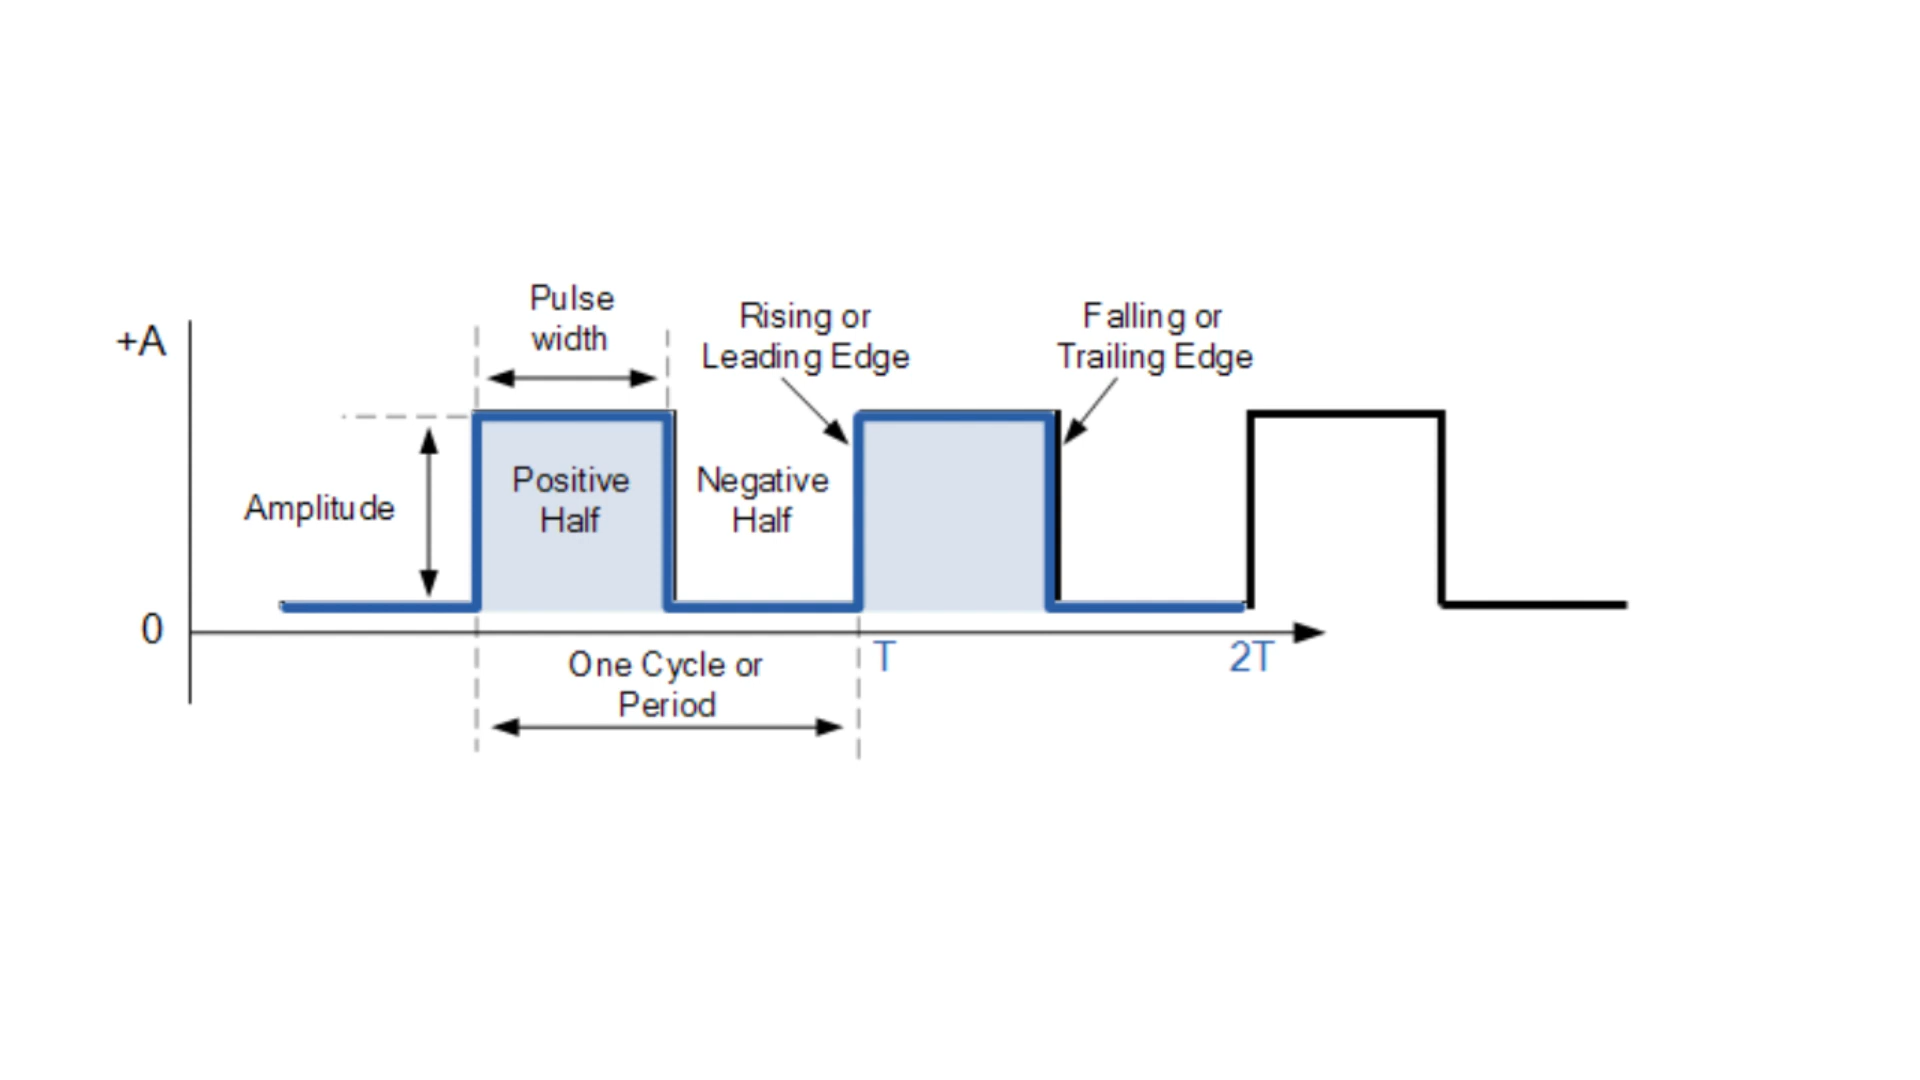 Pulse
width
Rising or
Leading Edge
Falling or
Trailing Edge
+A
Amplitude
Positive
Half
Negative
Half
0
T
2T
One Cycle or
Period